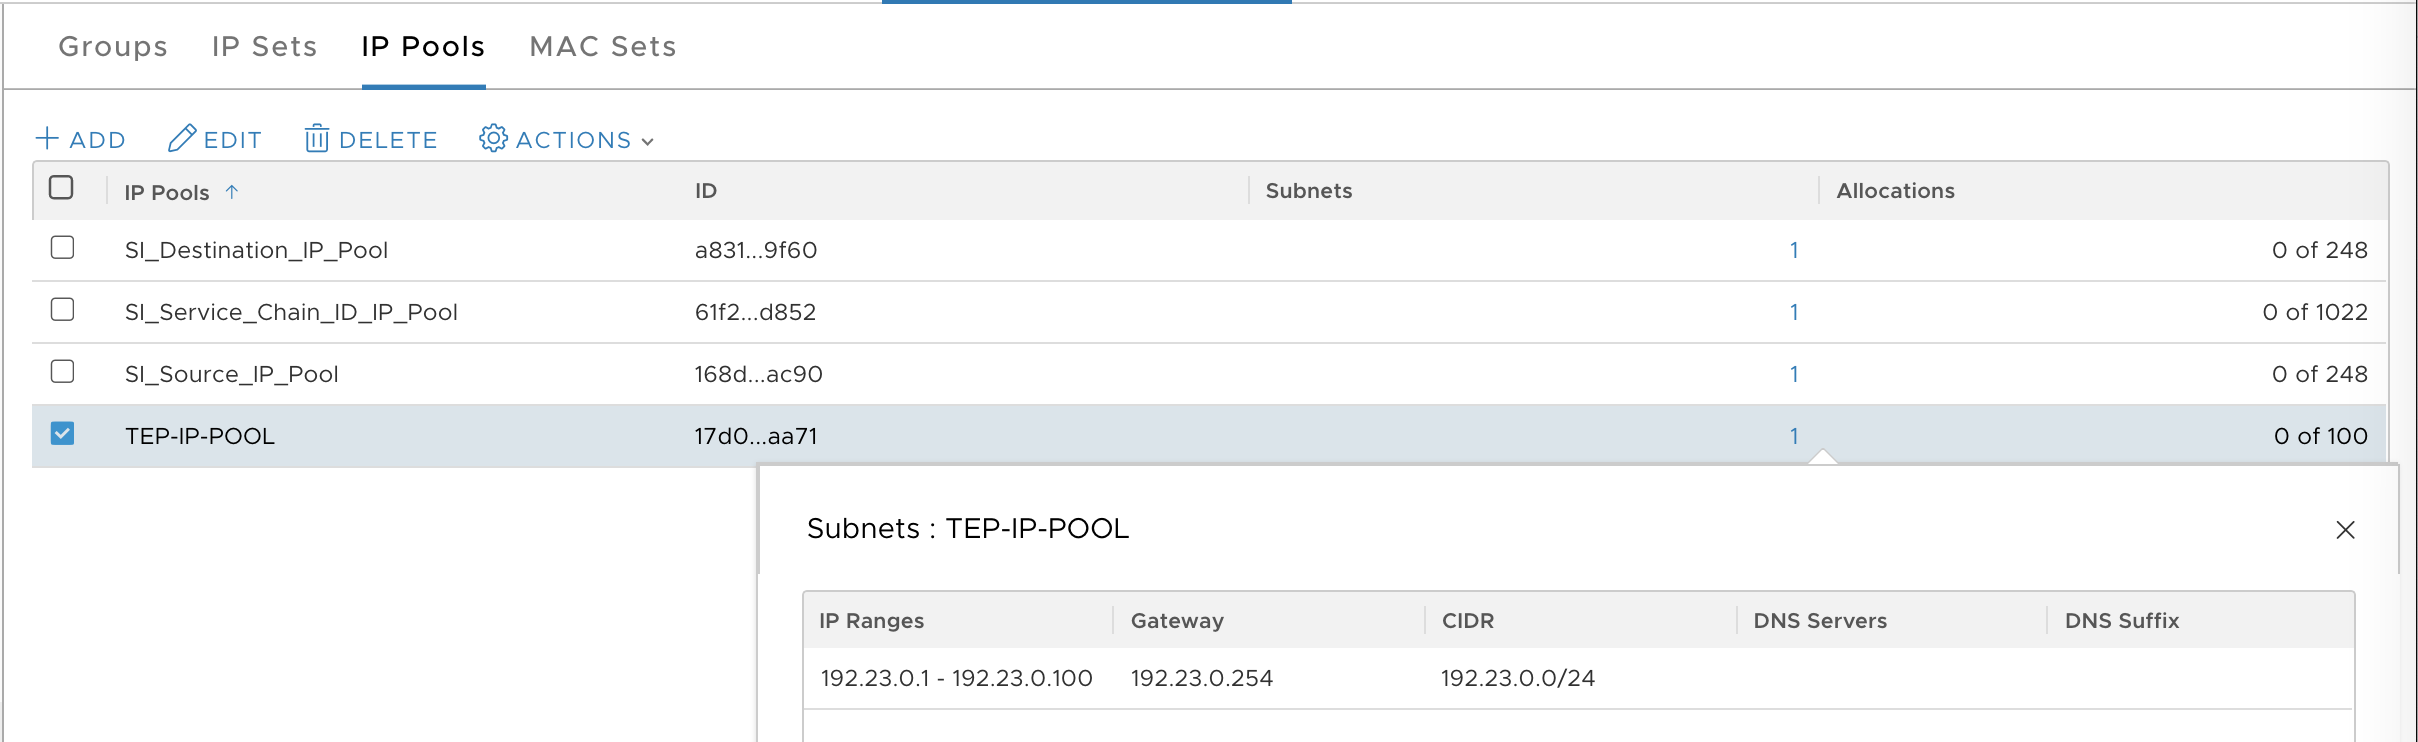 Groups IP Sets IP Pools MAC Sets
ADD EDIT DELETE ACTIONS
IP Pools ID Subnets Allocations
SI_Destination_IP_Pool a831...9f60 1 0 of 248
SI_Service_Chain_ID_IP_Pool 61f2...d852 1 0 of 1022
SI_Source_IP_Pool 168d...ac90 1 0 of 248
TEP-IP-POOL 17d0...aa71 1 0 of 100
Subnets : TEP-IP-POOL
IP Ranges Gateway CIDR DNS Servers DNS Suffix
192.23.0.1 - 192.23.0.100 192.23.0.254 192.23.0.0/24